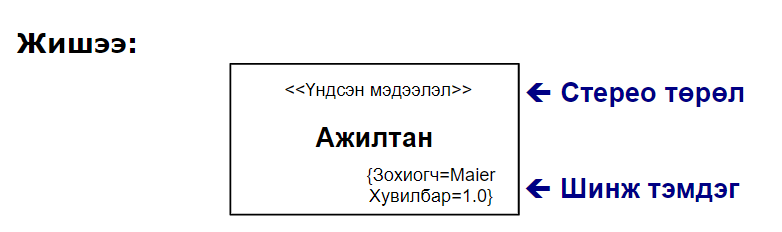 Жишээ:
<<Үндсэн мэдээлэл>>
← Стерео төрөл
Ажилтан
{Зохиогч=Maier
Хувилбар=1.0}
← Шинж тэмдэг